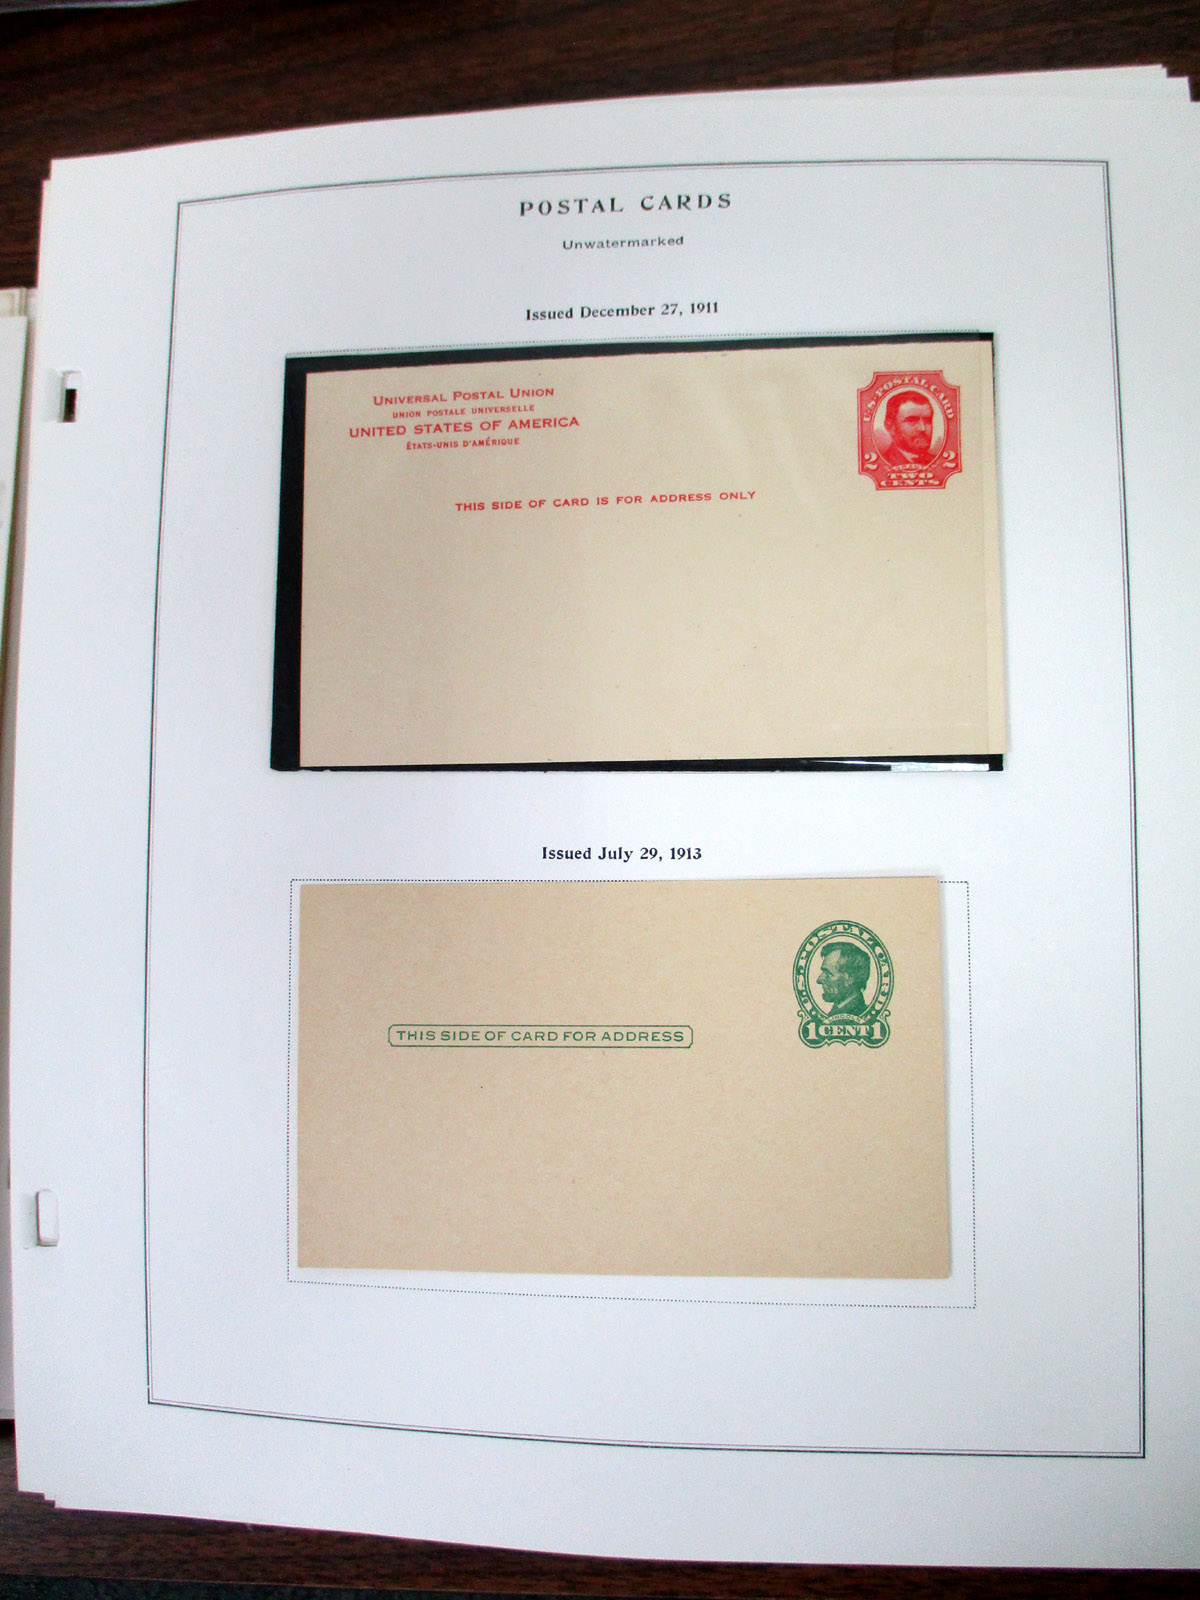 POSTAL CARDS
Unwatermarked
Issued December 27, 1911
UNIVERSAL POSTAL UNION
UNION POSTALE UNIVERSELLE
UNITED STATES OF AMERICA
ÉTATS-UNIS D'AMÉRIQUE
U.S. POSTAL CARD
2 GRANT 2
TWO
CENTS
THIS SIDE OF CARD IS FOR ADDRESS ONLY
Issued July 29, 1913
U.S. POSTAL CARD
LINCOLN
1 CENT 1
THIS SIDE OF CARD FOR ADDRESS